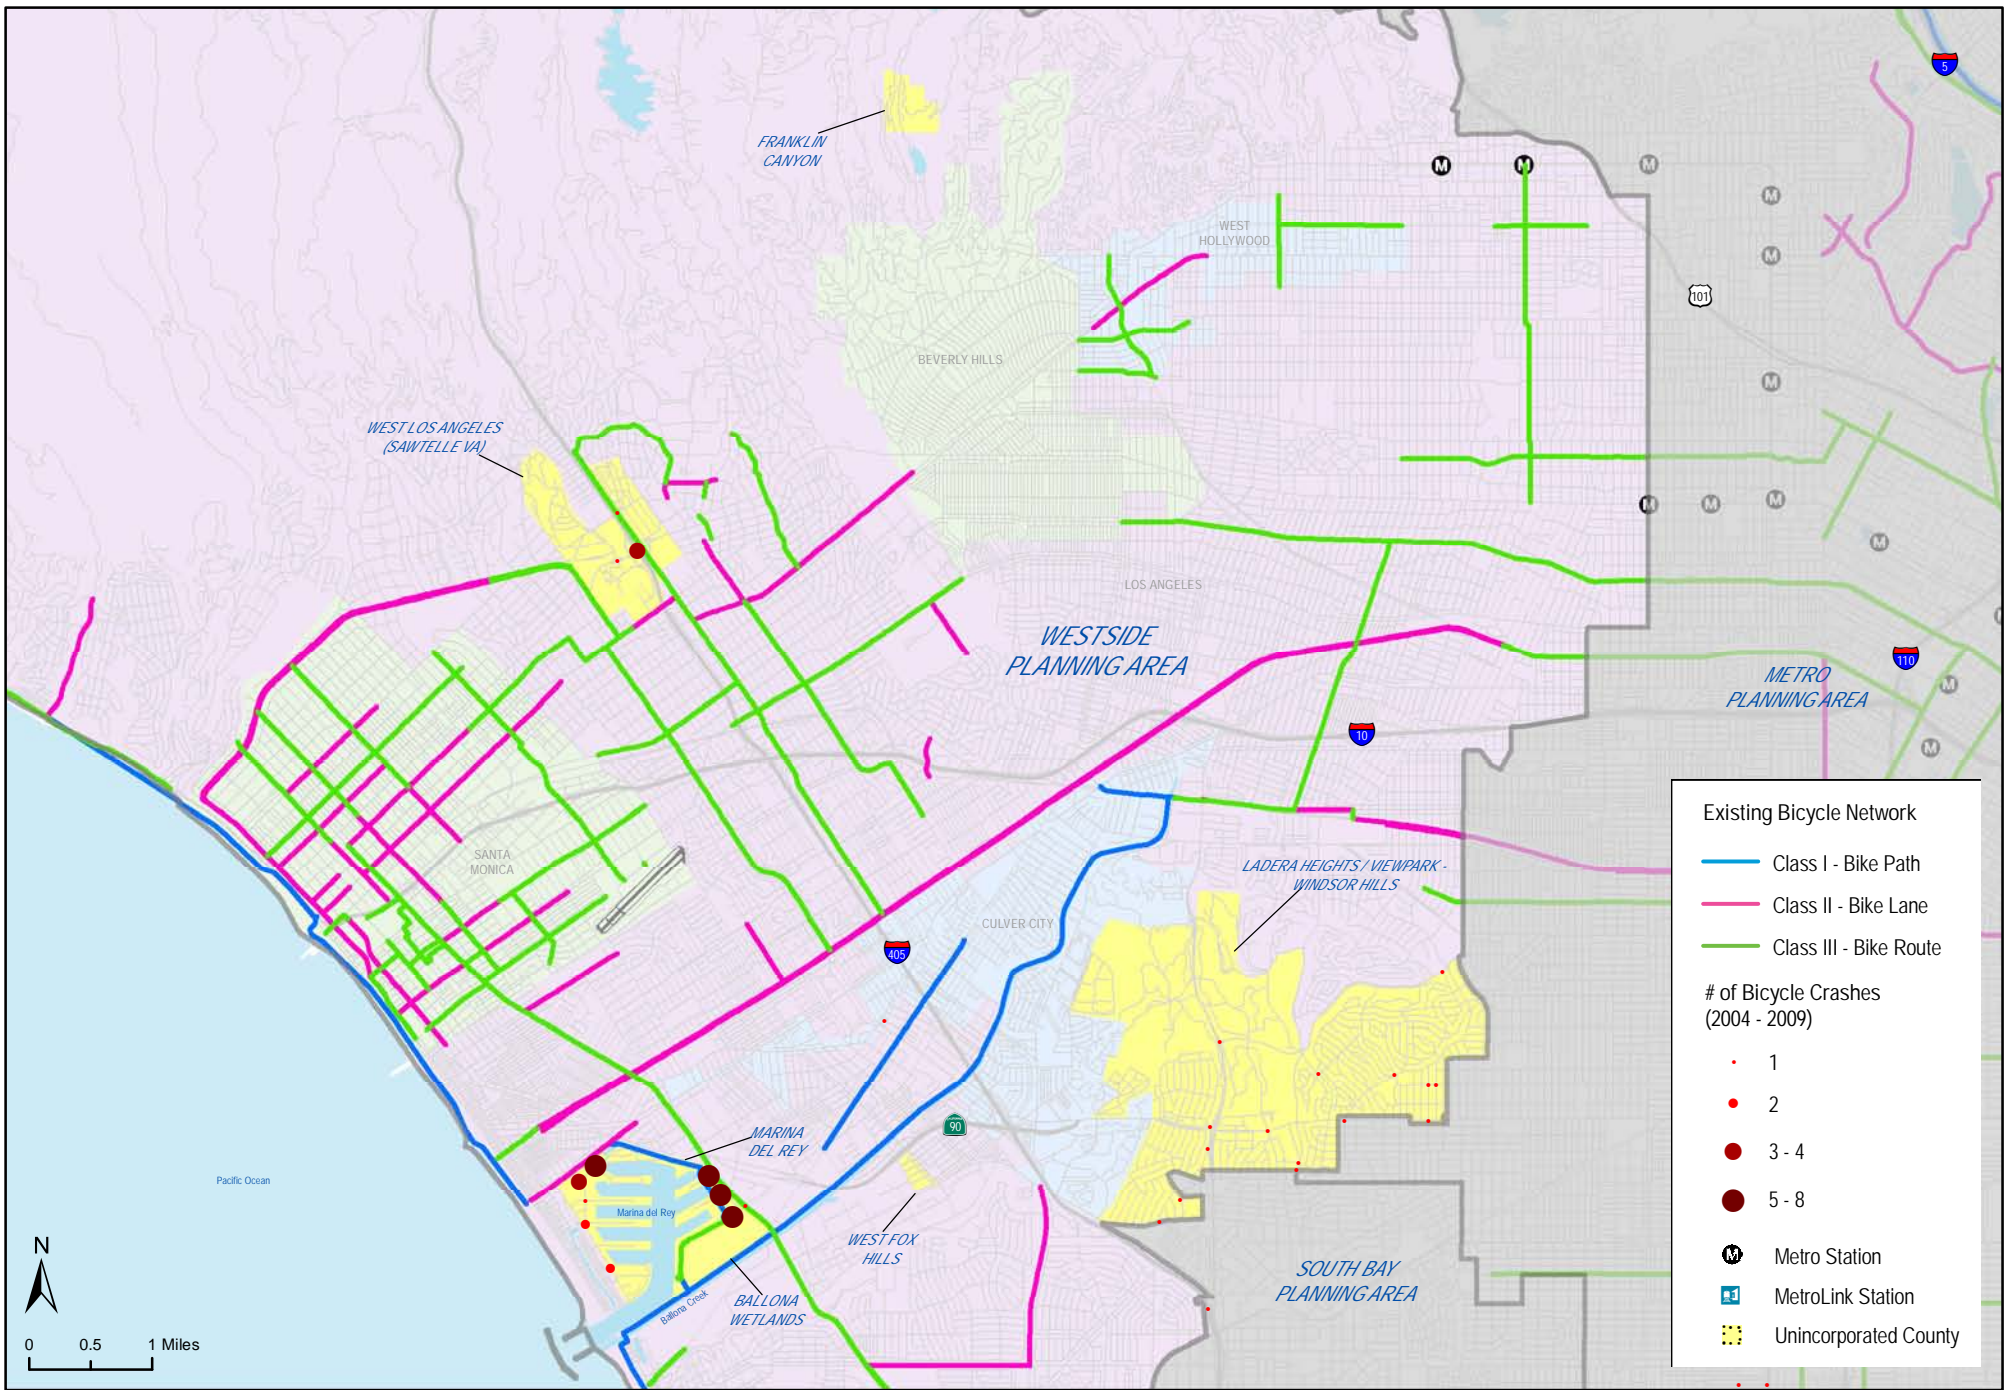 FRANKLIN
CANYON
5
M
M
M
M
WEST
HOLLYWOOD
M
101
BEVERLY HILLS
M
WEST LOS ANGELES
(SAWTELLE VA)
M
M
M
M
LOS ANGELES
WESTSIDE
PLANNING AREA
110
METRO
PLANNING AREA
M
10
M
SANTA
MONICA
LADERA HEIGHTS / VIEWPARK -
WINDSOR HILLS
CULVER CITY
405
90
MARINA
DEL REY
Pacific Ocean
Marina del Rey
WEST FOX
HILLS
SOUTH BAY
PLANNING AREA
BALLONA
WETLANDS
Ballona Creek
N
0 0.5 1 Miles
Existing Bicycle Network
Class I - Bike Path
Class II - Bike Lane
Class III - Bike Route
# of Bicycle Crashes
(2004 - 2009)
1
2
3 - 4
5 - 8
M Metro Station
MetroLink Station
Unincorporated County